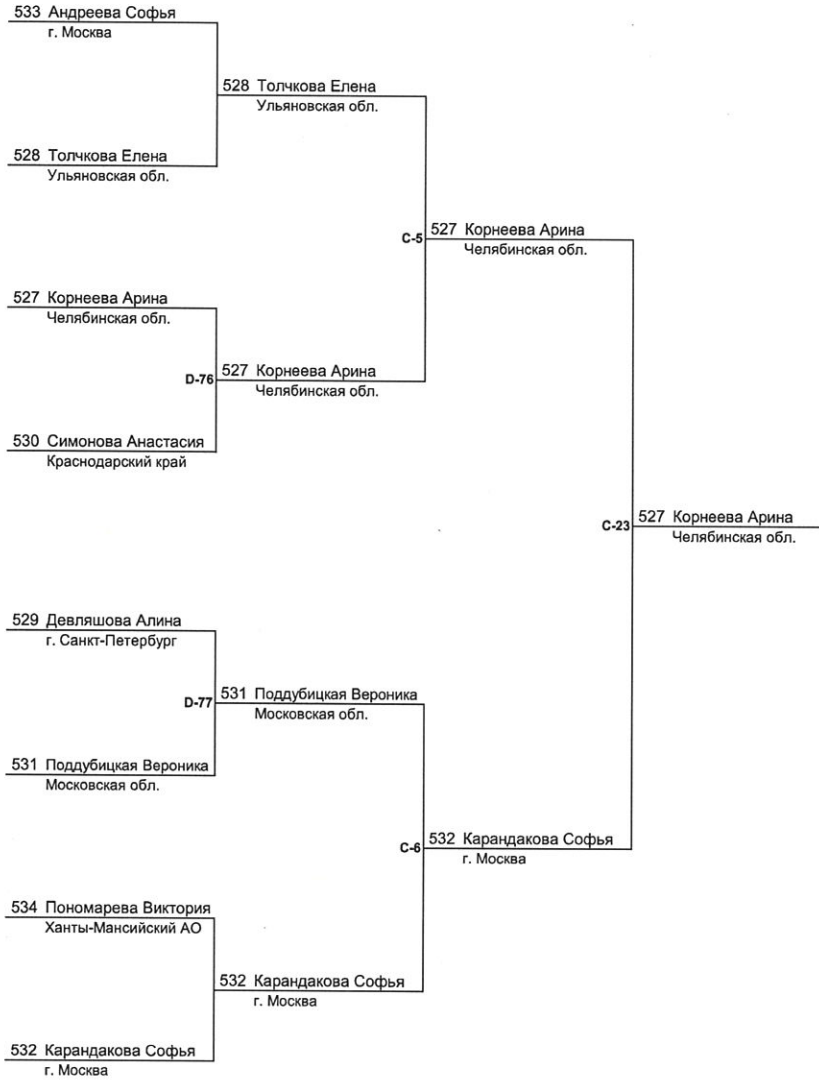 533 Андреева Софья
г. Москва
528 Толчкова Елена
Ульяновская обл.
528 Толчкова Елена
Ульяновская обл.
C-5
527 Корнеева Арина
Челябинская обл.
527 Корнеева Арина
Челябинская обл.
D-76
527 Корнеева Арина
Челябинская обл.
530 Симонова Анастасия
Краснодарский край
C-23
527 Корнеева Арина
Челябинская обл.
529 Девляшова Алина
г. Санкт-Петербург
D-77
531 Поддубицкая Вероника
Московская обл.
531 Поддубицкая Вероника
Московская обл.
C-6
532 Карандакова Софья
г. Москва
534 Пономарева Виктория
Ханты-Мансийский АО
532 Карандакова Софья
г. Москва
532 Карандакова Софья
г. Москва